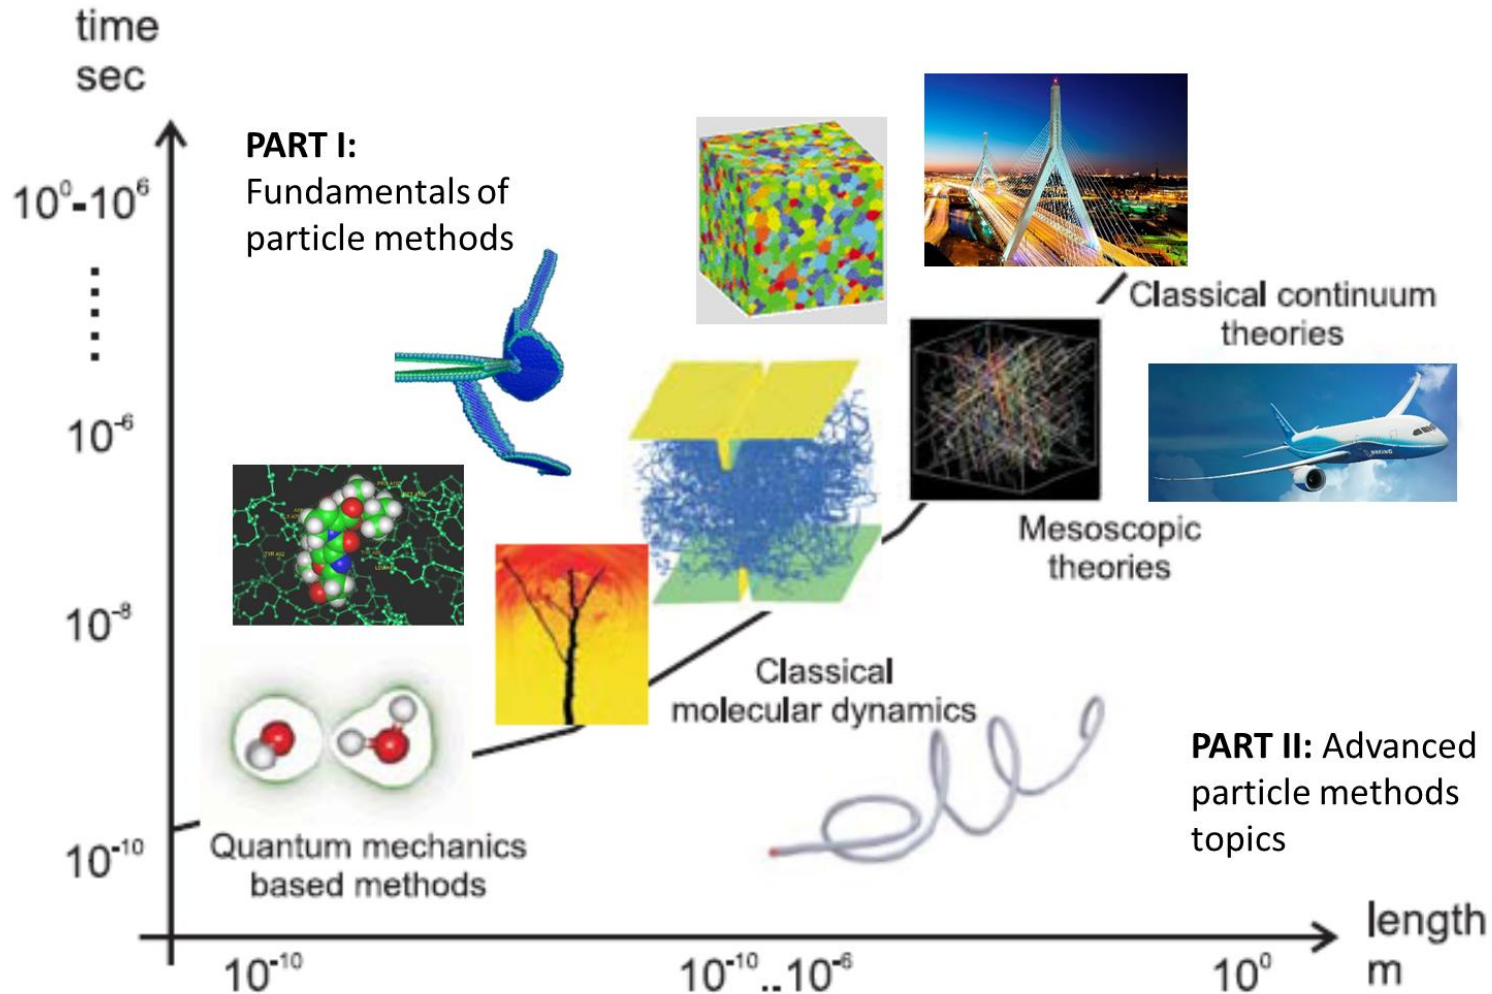 time
sec
10⁰-10⁶
10⁻⁶
10⁻⁸
10⁻¹⁰
PART I:
Fundamentals of
particle methods
Classical continuum
theories
BOEING
Mesoscopic
theories
Classical
molecular dynamics
Quantum mechanics
based methods
PART II: Advanced
particle methods
topics
length
m
10⁻¹⁰
10⁻¹⁰..10⁻⁶
10⁰